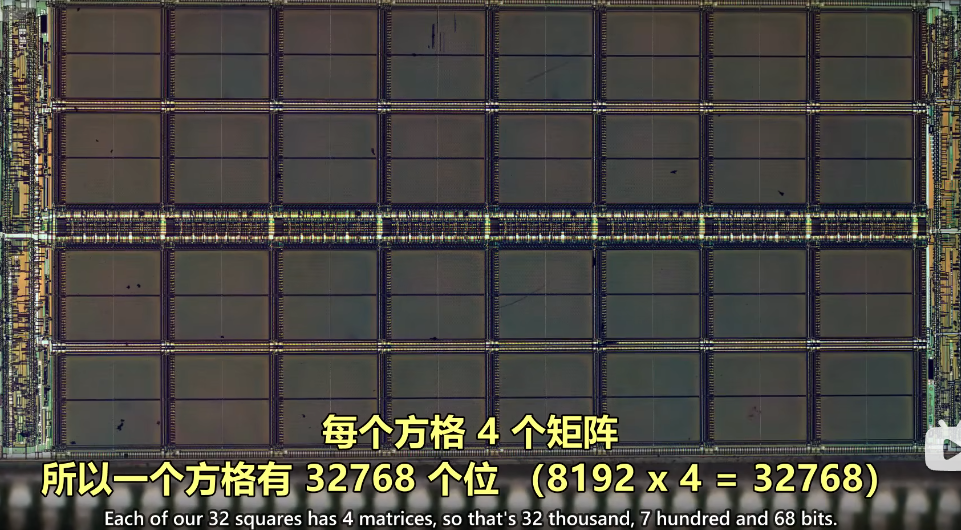 每个方格 4 个矩阵
所以一个方格有 32768 个位 （8192 x 4 = 32768）
Each of our 32 squares has 4 matrices, so that's 32 thousand, 7 hundred and 68 bits.